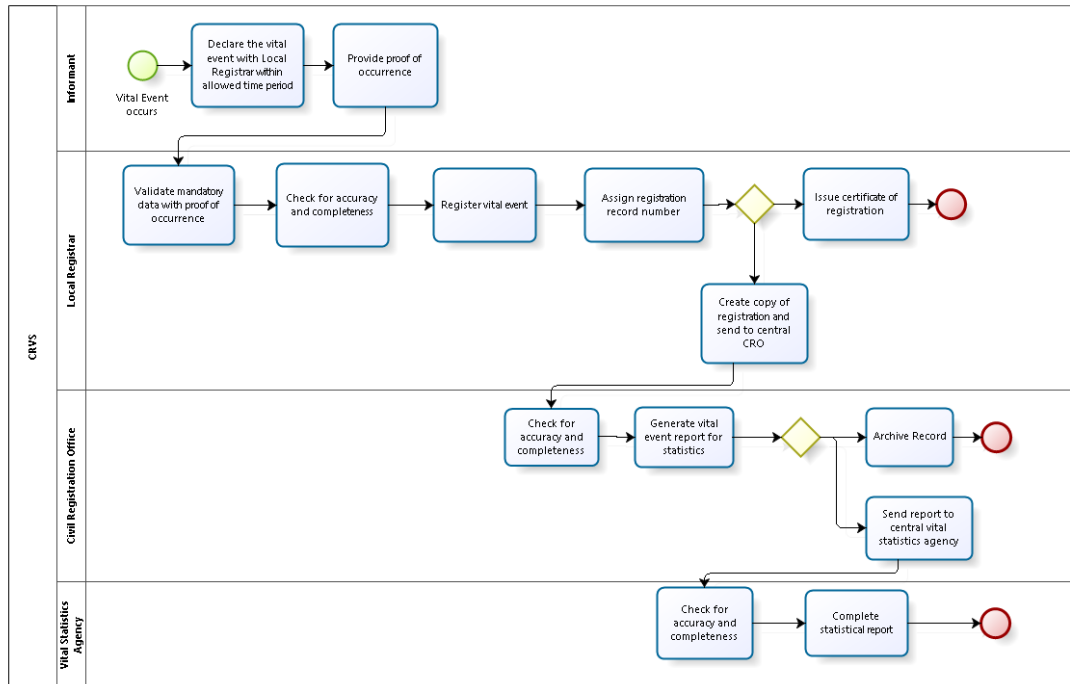 CRVS
Informant
Vital Event
occurs
Declare the vital
event with Local
Registrar within
allowed time period
Provide proof of
occurrence
Local Registrar
Validate mandatory
data with proof of
occurrence
Check for accuracy
and completeness
Register vital event
Assign registration
record number
Issue certificate of
registration
Create copy of
registration and
send to central
CRO
Civil Registration Office
Check for
accuracy and
completeness
Generate vital
event report for
statistics
Archive Record
Send report to
central vital
statistics agency
Vital Statistics
Agency
Check for
accuracy and
completeness
Complete
statistical report